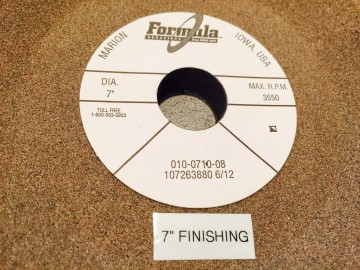 Formula
MARION
IOWA, USA
DIA.
7"
MAX. R.P.M.
3550
TOLL FREE
010-0710-08
107263880 6/12
7" FINISHING